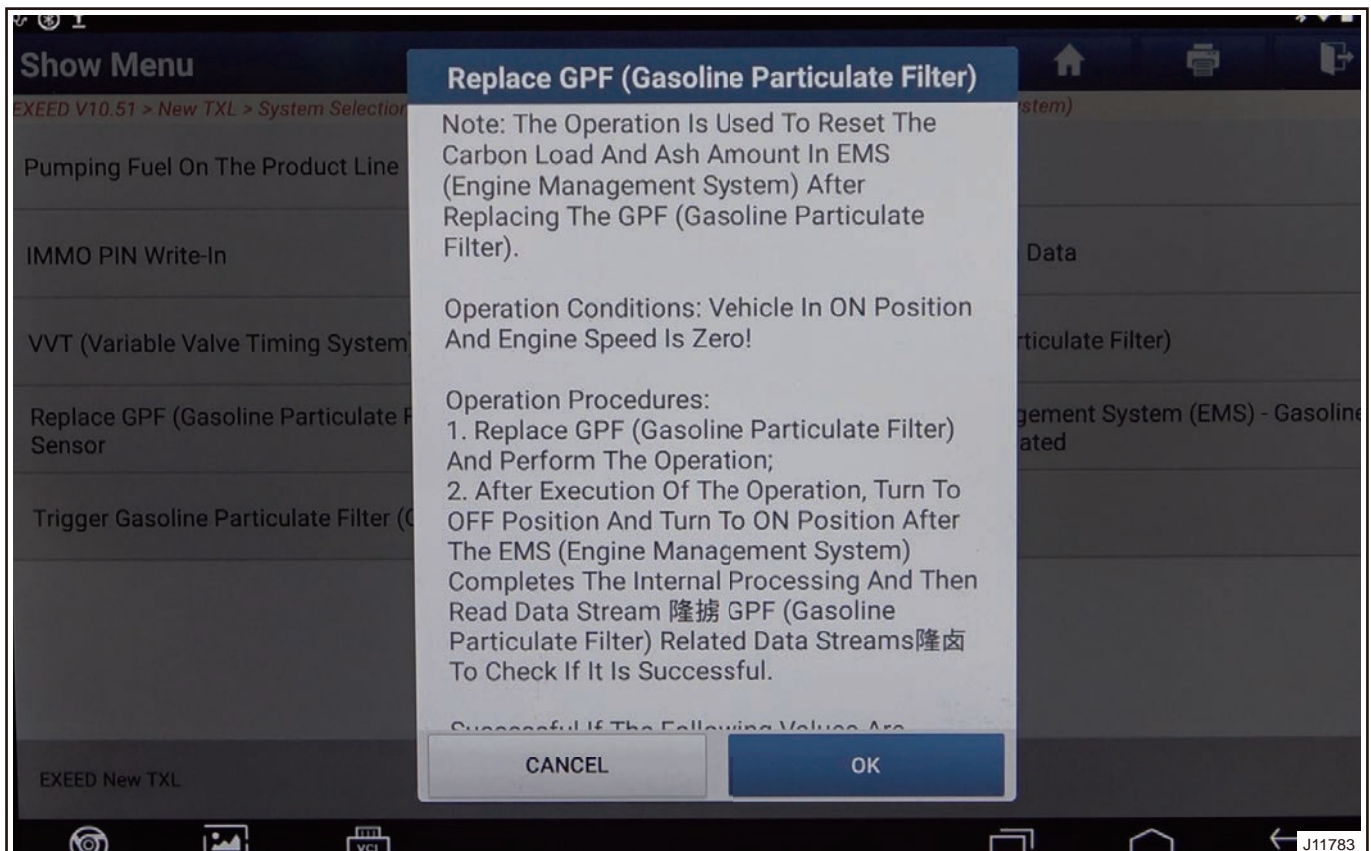 Show Menu
Replace GPF (Gasoline Particulate Filter)
EXEED V10.51 > New TXL > System Selection
stem)
Note: The Operation Is Used To Reset The
Carbon Load And Ash Amount In EMS
(Engine Management System) After
Replacing The GPF (Gasoline Particulate
Filter).
Operation Conditions: Vehicle In ON Position
And Engine Speed Is Zero!
Operation Procedures:
1. Replace GPF (Gasoline Particulate Filter)
And Perform The Operation;
2. After Execution Of The Operation, Turn To
OFF Position And Turn To ON Position After
The EMS (Engine Management System)
Completes The Internal Processing And Then
Read Data Stream 隆掳 GPF (Gasoline
Particulate Filter) Related Data Streams隆卤
To Check If It Is Successful.
Successful If The Following Values Are
CANCEL
OK
Pumping Fuel On The Product Line
IMMO PIN Write-In
Data
VVT (Variable Valve Timing System)
rticulate Filter)
Replace GPF (Gasoline Particulate F
Sensor
gement System (EMS) - Gasoline
ated
Trigger Gasoline Particulate Filter (G
EXEED New TXL
VCI
J11783